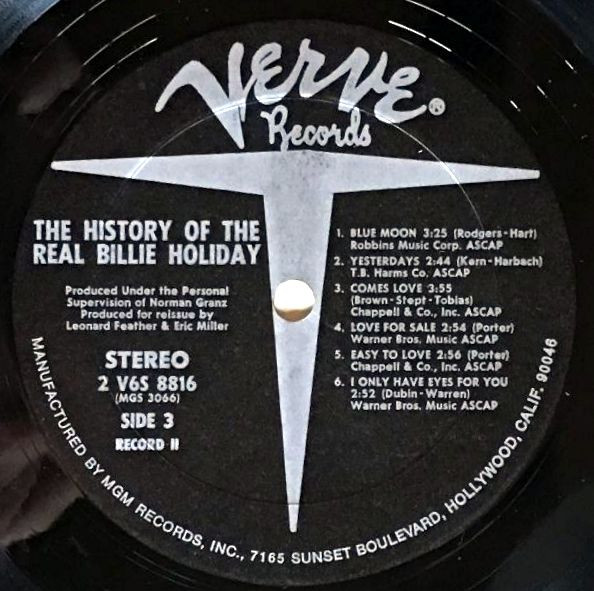 Verve®
Records
THE HISTORY OF THE
REAL BILLIE HOLIDAY
Produced Under the Personal
Supervision of Norman Granz
Produced for reissue by
Leonard Feather & Eric Miller
STEREO
2 V6S 8816
(MGS 3066)
SIDE 3
RECORD II
1. BLUE MOON 3:25 (Rodgers-Hart)
Robbins Music Corp. ASCAP
2. YESTERDAYS 2:44 (Kern-Harbach)
T.B. Harms Co. ASCAP
3. COMES LOVE 3:55
(Brown-Stept-Tobias)
Chappell & Co., Inc. ASCAP
4. LOVE FOR SALE 2:54 (Porter)
Warner Bros. Music ASCAP
5. EASY TO LOVE 2:56 (Porter)
Chappell & Co., Inc. ASCAP
6. I ONLY HAVE EYES FOR YOU
2:52 (Dubin-Warren)
Warner Bros. Music ASCAP
MANUFACTURED BY MGM RECORDS, INC., 7165 SUNSET BOULEVARD, HOLLYWOOD, CALIF. 90046